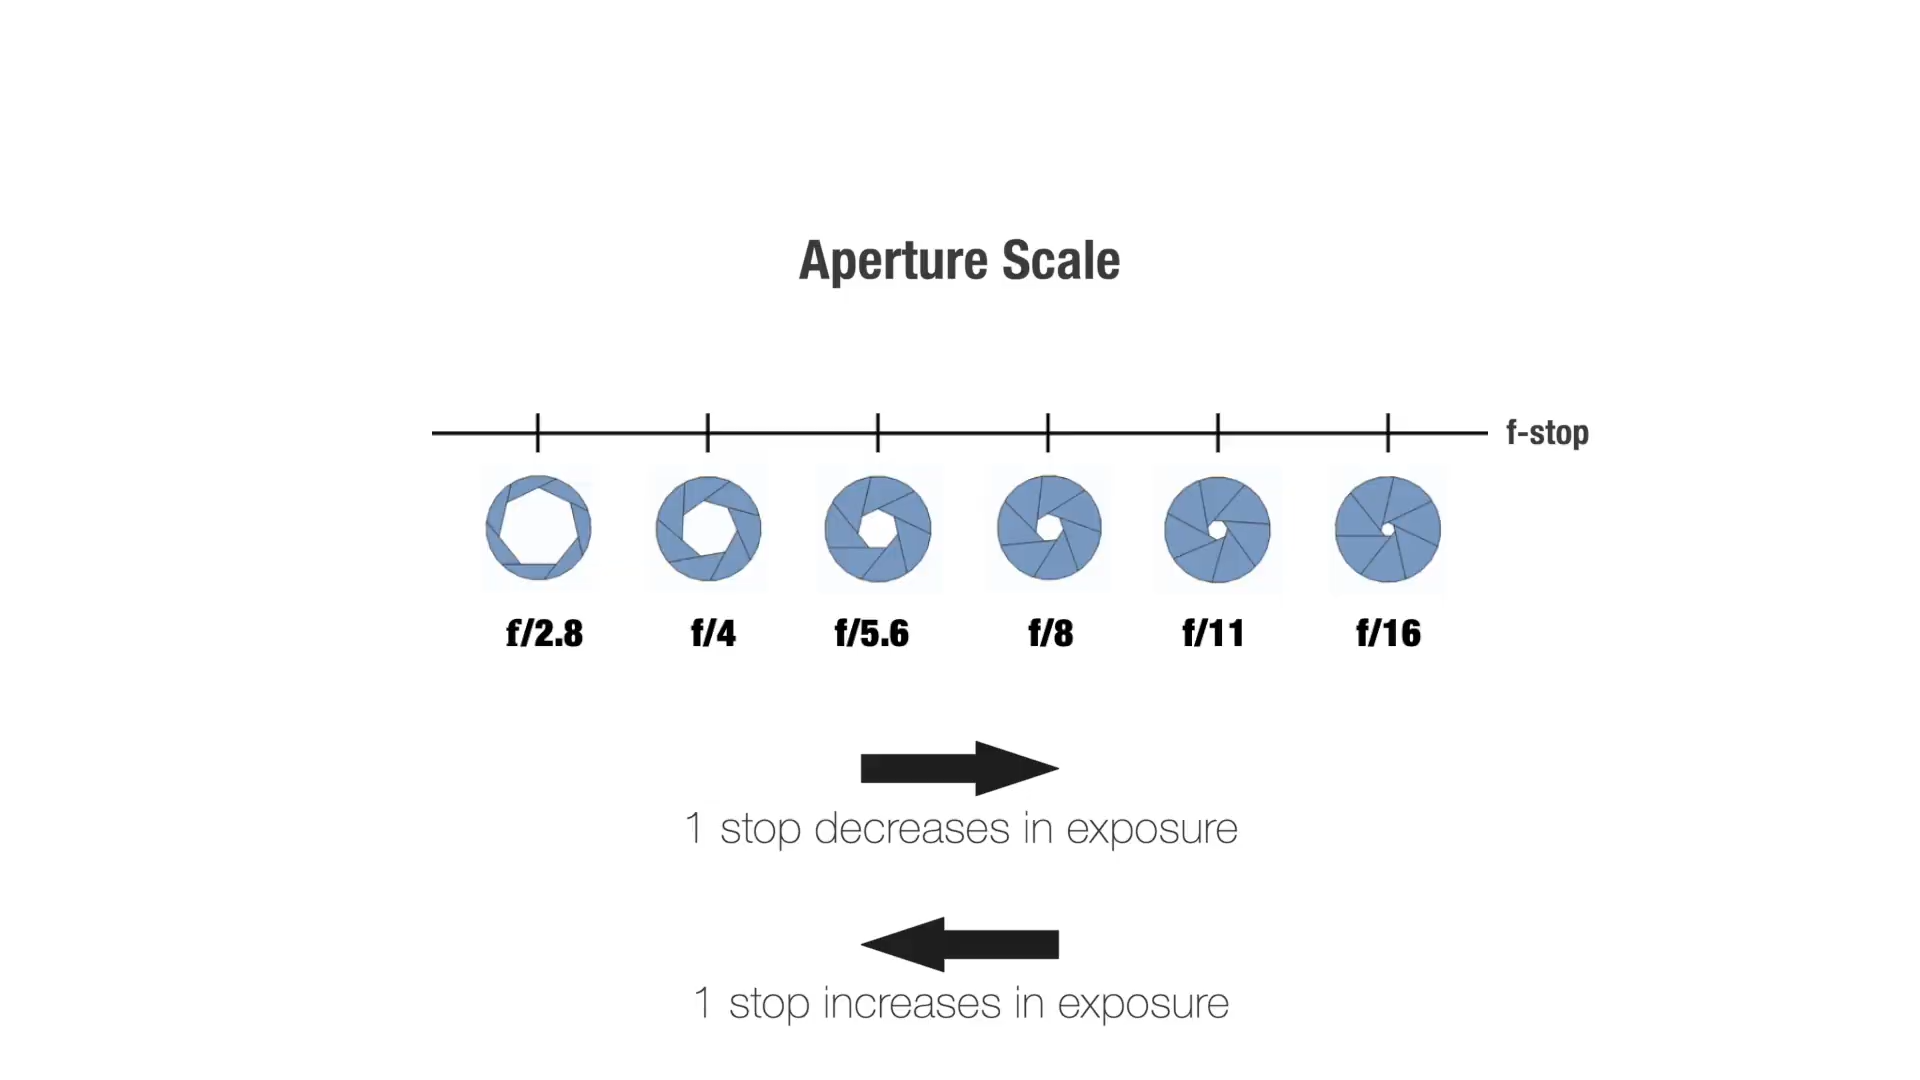 Aperture Scale
f-stop
f/2.8 f/4 f/5.6 f/8 f/11 f/16
1 stop decreases in exposure
1 stop increases in exposure